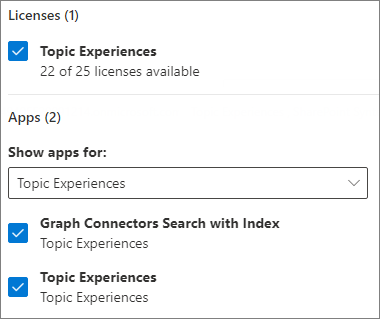 Licenses (1)
Topic Experiences
22 of 25 licenses available
Apps (2)
Show apps for:
Topic Experiences
Graph Connectors Search with Index
Topic Experiences
Topic Experiences
Topic Experiences